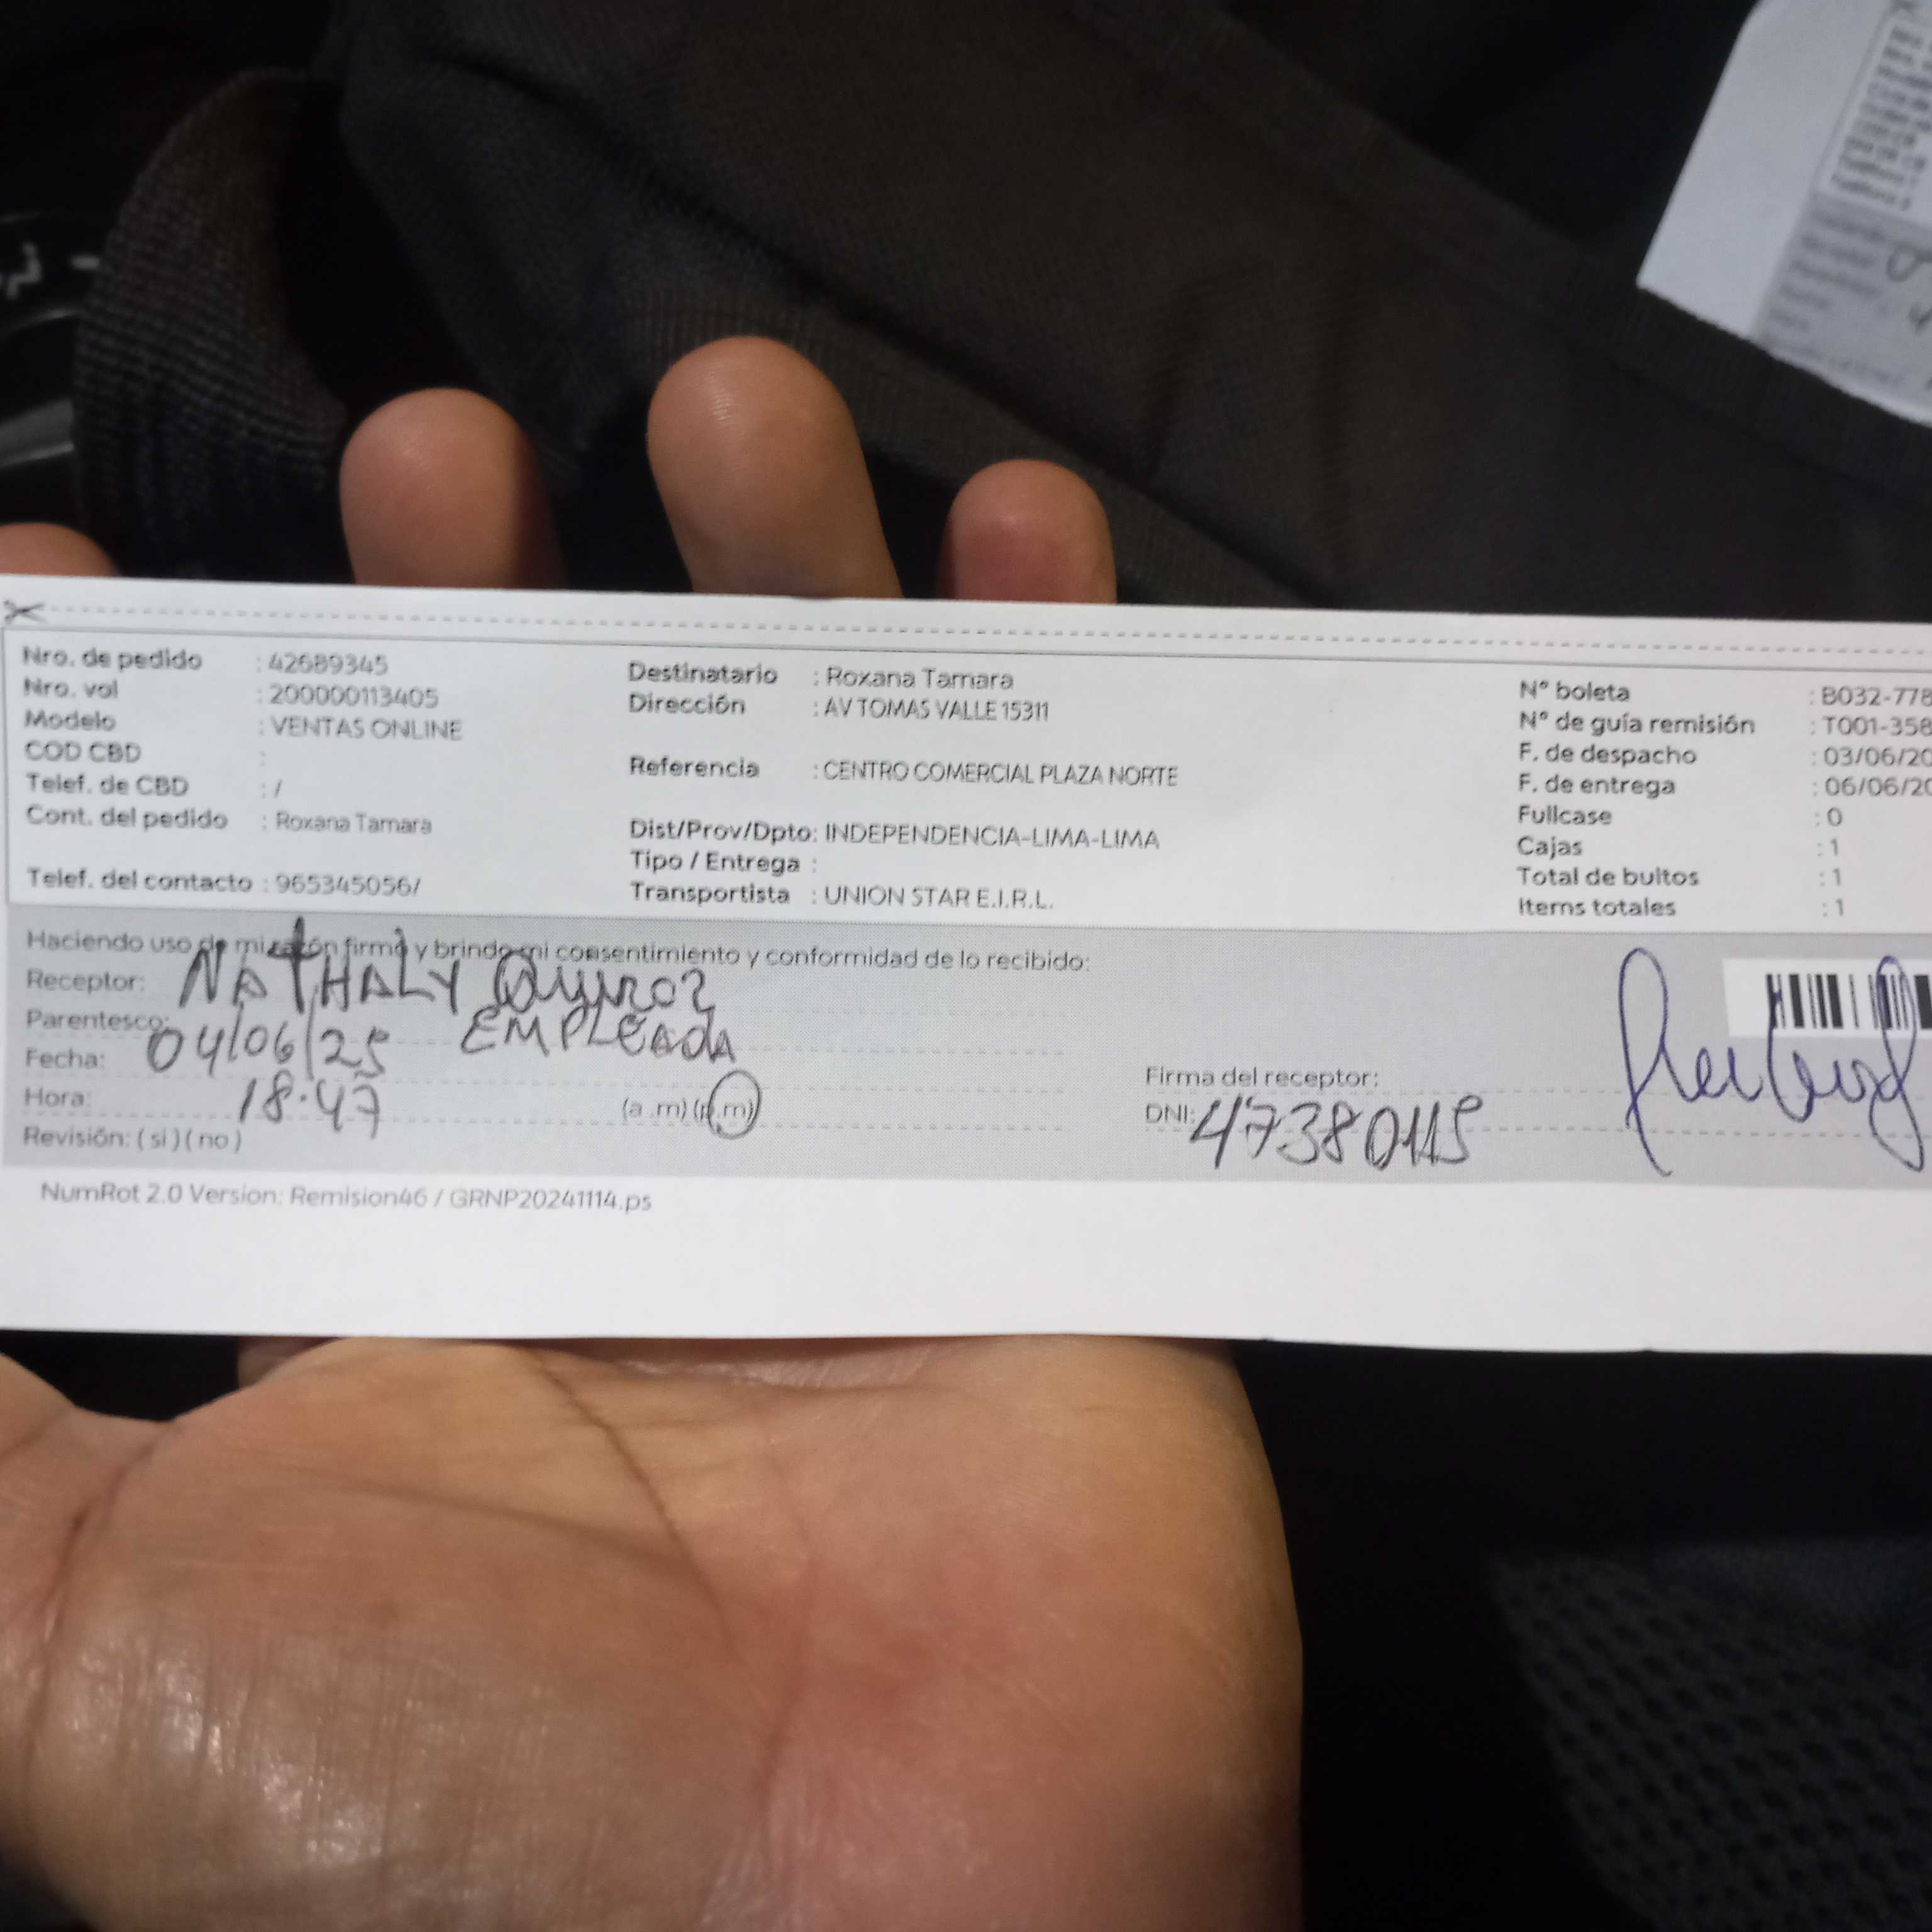 Nro. de pedido : 42689345
Nro. vol : 200000113405
Modelo : VENTAS ONLINE
COD CBD :
Telef. de CBD : /
Cont. del pedido : Roxana Tamara
Telef. del contacto : 965345056/
Destinatario : Roxana Tamara
Dirección : AV TOMAS VALLE 15311
Referencia : CENTRO COMERCIAL PLAZA NORTE
Dist/Prov/Dpto: INDEPENDENCIA-LIMA-LIMA
Tipo / Entrega :
Transportista : UNION STAR E.I.R.L.
N° boleta : B032-778
N° de guía remisión : T001-358
F. de despacho : 03/06/20
F. de entrega : 06/06/20
Fullcase : 0
Cajas : 1
Total de bultos : 1
Items totales : 1
Haciendo uso de mi razón firmo y brindo mi consentimiento y conformidad de lo recibido:
Receptor: NATHALY Quiroz
Parentesco: EMPLEADA
Fecha: 04/06/25
Hora: 18:47 (a .m) (p.m)
Revisión: ( si ) ( no )
Firma del receptor:
DNI: 47380115
NumRot 2.0 Version: Remision46 / GRNP20241114.ps